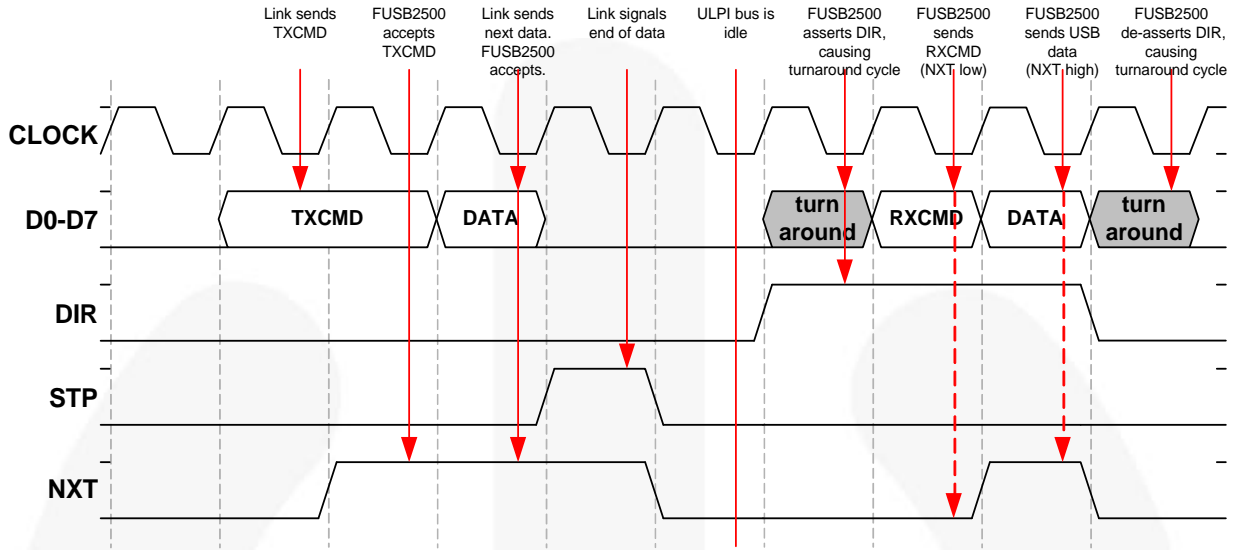 Link sends
TXCMD
FUSB2500
accepts
TXCMD
Link sends
next data.
FUSB2500
accepts.
Link signals
end of data
ULPI bus is
idle
FUSB2500
asserts DIR,
causing
turnaround cycle
FUSB2500
sends
RXCMD
(NXT low)
FUSB2500
sends USB
data
(NXT high)
FUSB2500
de-asserts DIR,
causing
turnaround cycle
CLOCK
D0-D7
TXCMD
DATA
turn
around
RXCMD
DATA
turn
around
DIR
STP
NXT